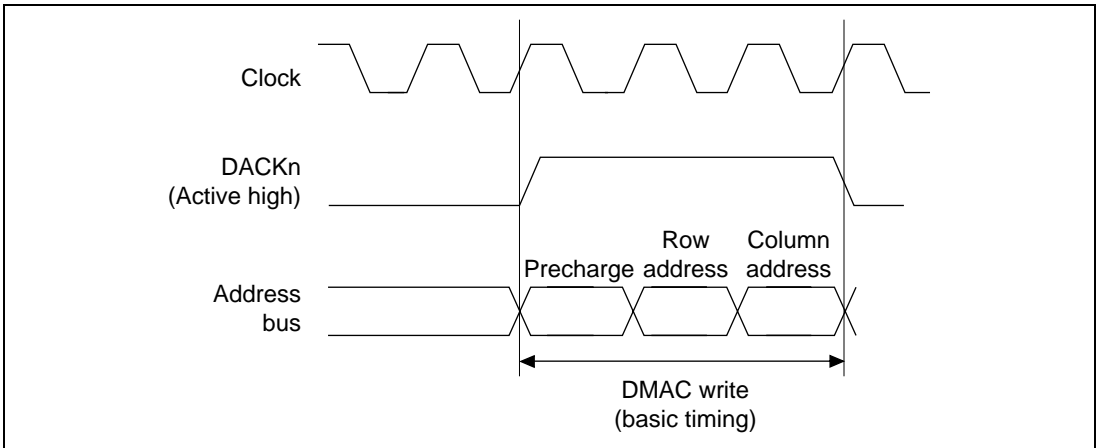 Clock
DACKn
(Active high)
Row
Column
Precharge
address
address
Address
bus
DMAC write
(basic timing)